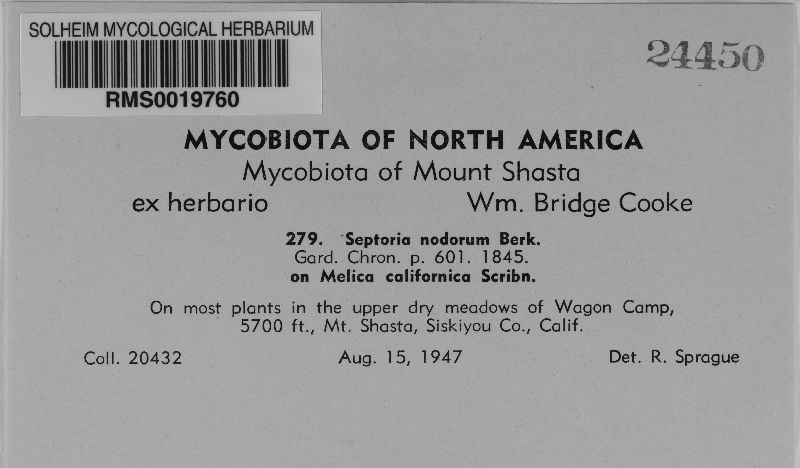 SOLHEIM MYCOLOGICAL HERBARIUM
RMS0019760
24450
MYCOBIOTA OF NORTH AMERICA
Mycobiota of Mount Shasta
ex herbario Wm. Bridge Cooke
279. Septoria nodorum Berk.
Gard. Chron. p. 601. 1845.
on Melica californica Scribn.
On most plants in the upper dry meadows of Wagon Camp,
5700 ft., Mt. Shasta, Siskiyou Co., Calif.
Coll. 20432 Aug. 15, 1947 Det. R. Sprague